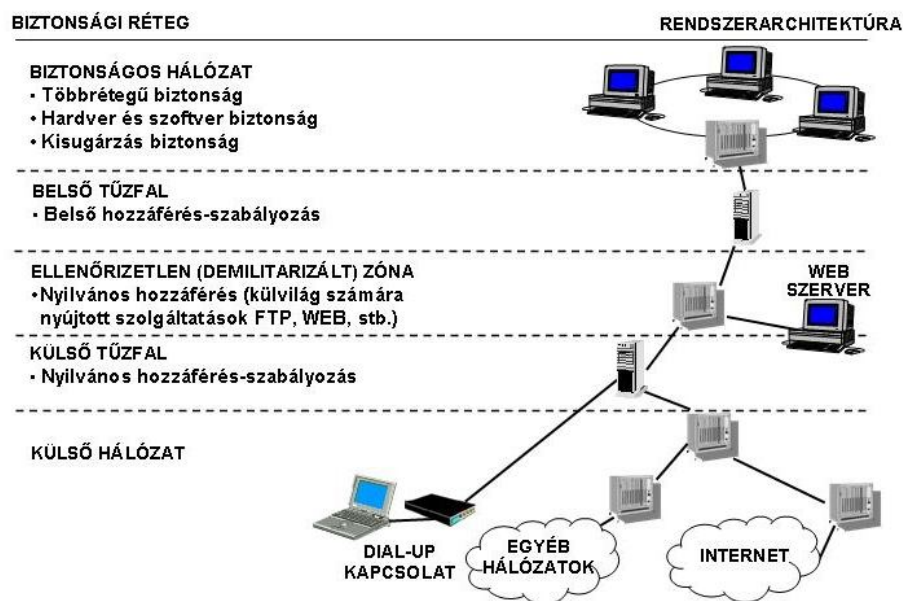 BIZTONSÁGI RÉTEG
RENDSZERARCHITEKTÚRA
BIZTONSÁGOS HÁLÓZAT
▪ Többrétegű biztonság
• Hardver és szoftver biztonság
• Kisugárzás biztonság
BELSŐ TŰZFAL
▪ Belső hozzáférés-szabályozás
ELLENŐRIZETLEN (DEMILITARIZÁLT) ZÓNA
•Nyilvános hozzáférés (külvilág számára
nyújtott szolgáltatások FTP, WEB, stb.)
WEB
SZERVER
KÜLSŐ TŰZFAL
▪ Nyilvános hozzáférés-szabályozás
KÜLSŐ HÁLÓZAT
DIAL-UP
KAPCSOLAT
EGYÉB
HÁLÓZATOK
INTERNET